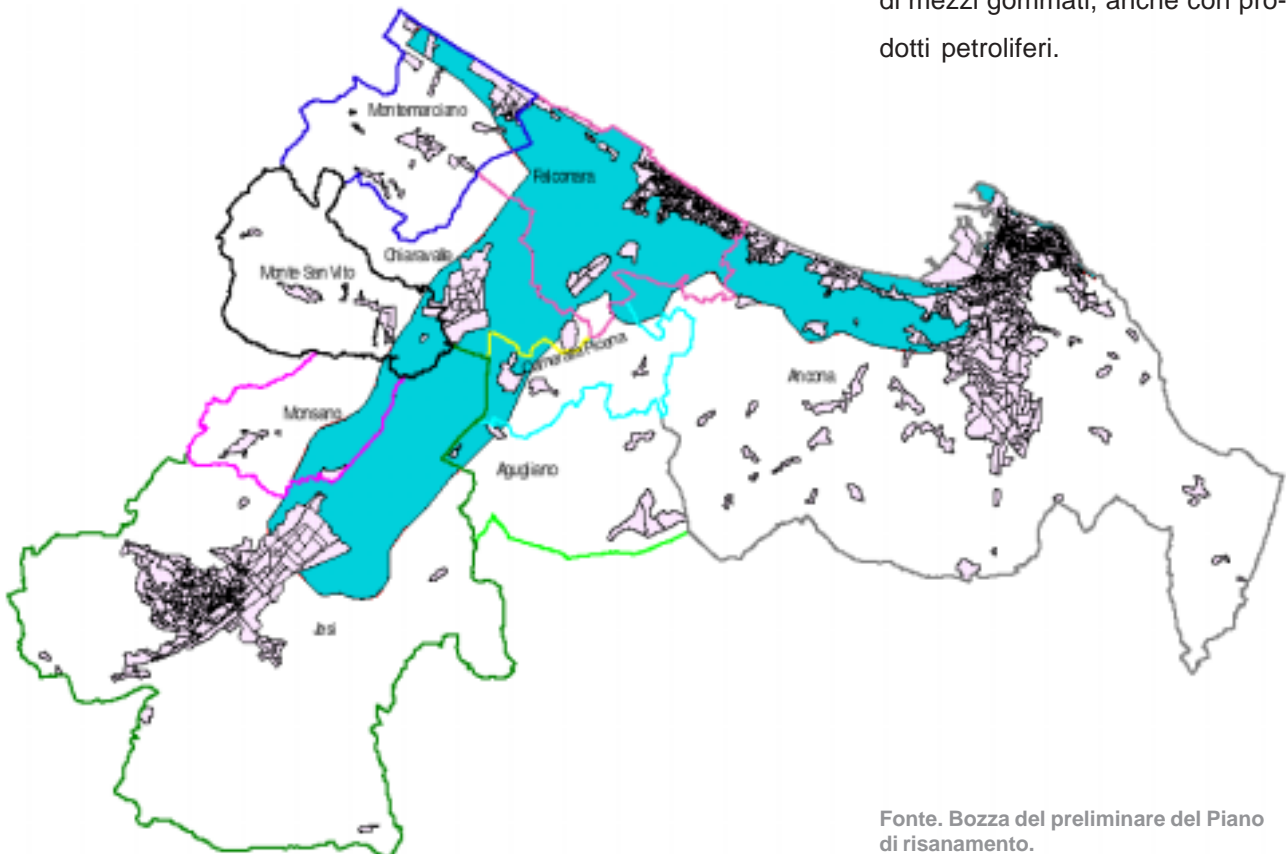 di mezzi gommati, anche con pro-
dotti petroliferi.
Montemarciano
Falconara
Chiaravalle
Monte San Vito
Camerata Picena
Ancona
Monsano
Agugliano
Jesi
Fonte. Bozza del preliminare del Piano
di risanamento.